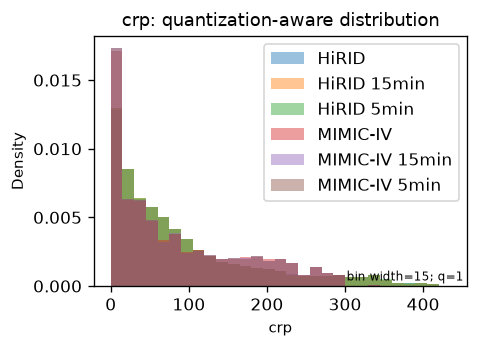 crp: quantization-aware distribution
Density
0.015
0.010
0.005
0.000
HiRID
HiRID 15min
HiRID 5min
MIMIC-IV
MIMIC-IV 15min
MIMIC-IV 5min
bin width=15; q=1
0 100 200 300 400
crp